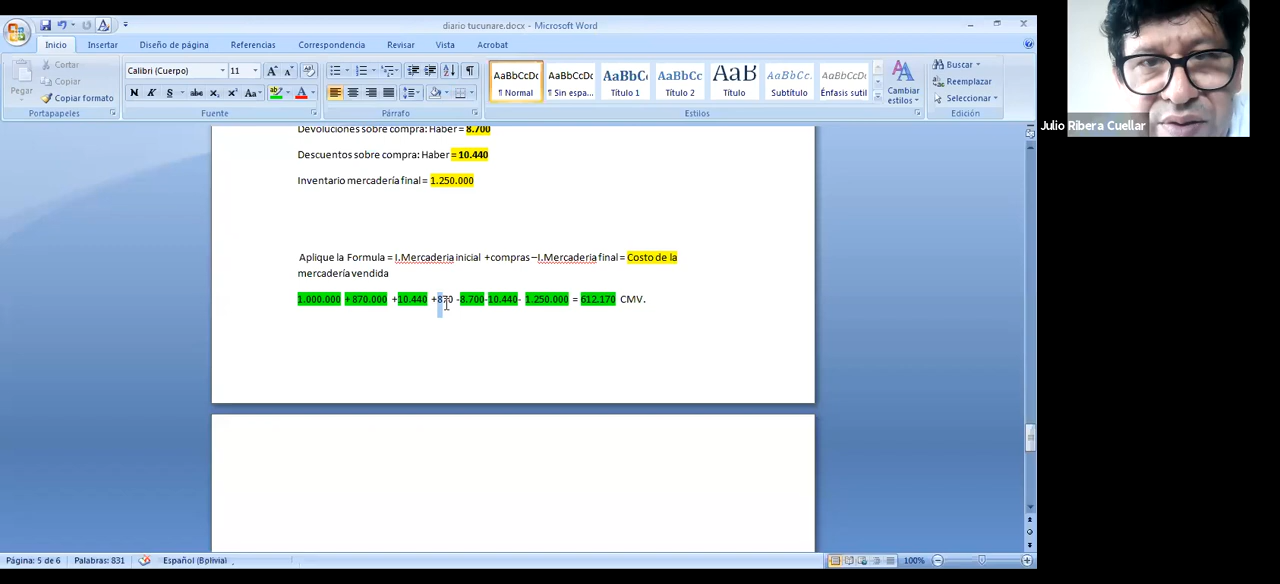 diario tucunare.docx - Microsoft Word
Inicio Insertar Diseño de página Referencias Correspondencia Revisar Vista Acrobat
Cortar
Copiar
Copiar formato
Pegar
Portapapeles
Calibri (Cuerpo) 11
Fuente
Párrafo
AaBbCcDc AaBbCcDc AaBbCc AaBbCc AaB AaBbCc. AaBbCcDc
¶ Normal ¶ Sin espa... Título 1 Título 2 Título Subtítulo Énfasis sutil
Estilos
Cambiar estilos
Buscar
Reemplazar
Seleccionar
Edición
Julio Ribera Cuellar
Devoluciones sobre compra: Haber = 8.700
Descuentos sobre compra: Haber = 10.440
Inventario mercadería final = 1.250.000
Aplique la Formula = I.Mercaderia inicial +compras –I.Mercaderia final = Costo de la
mercadería vendida
1.000.000 + 870.000 +10.440 +870 -8.700-10.440- 1.250.000 = 612.170 CMV.
Página: 5 de 6 Palabras: 831 Español (Bolivia) 100%